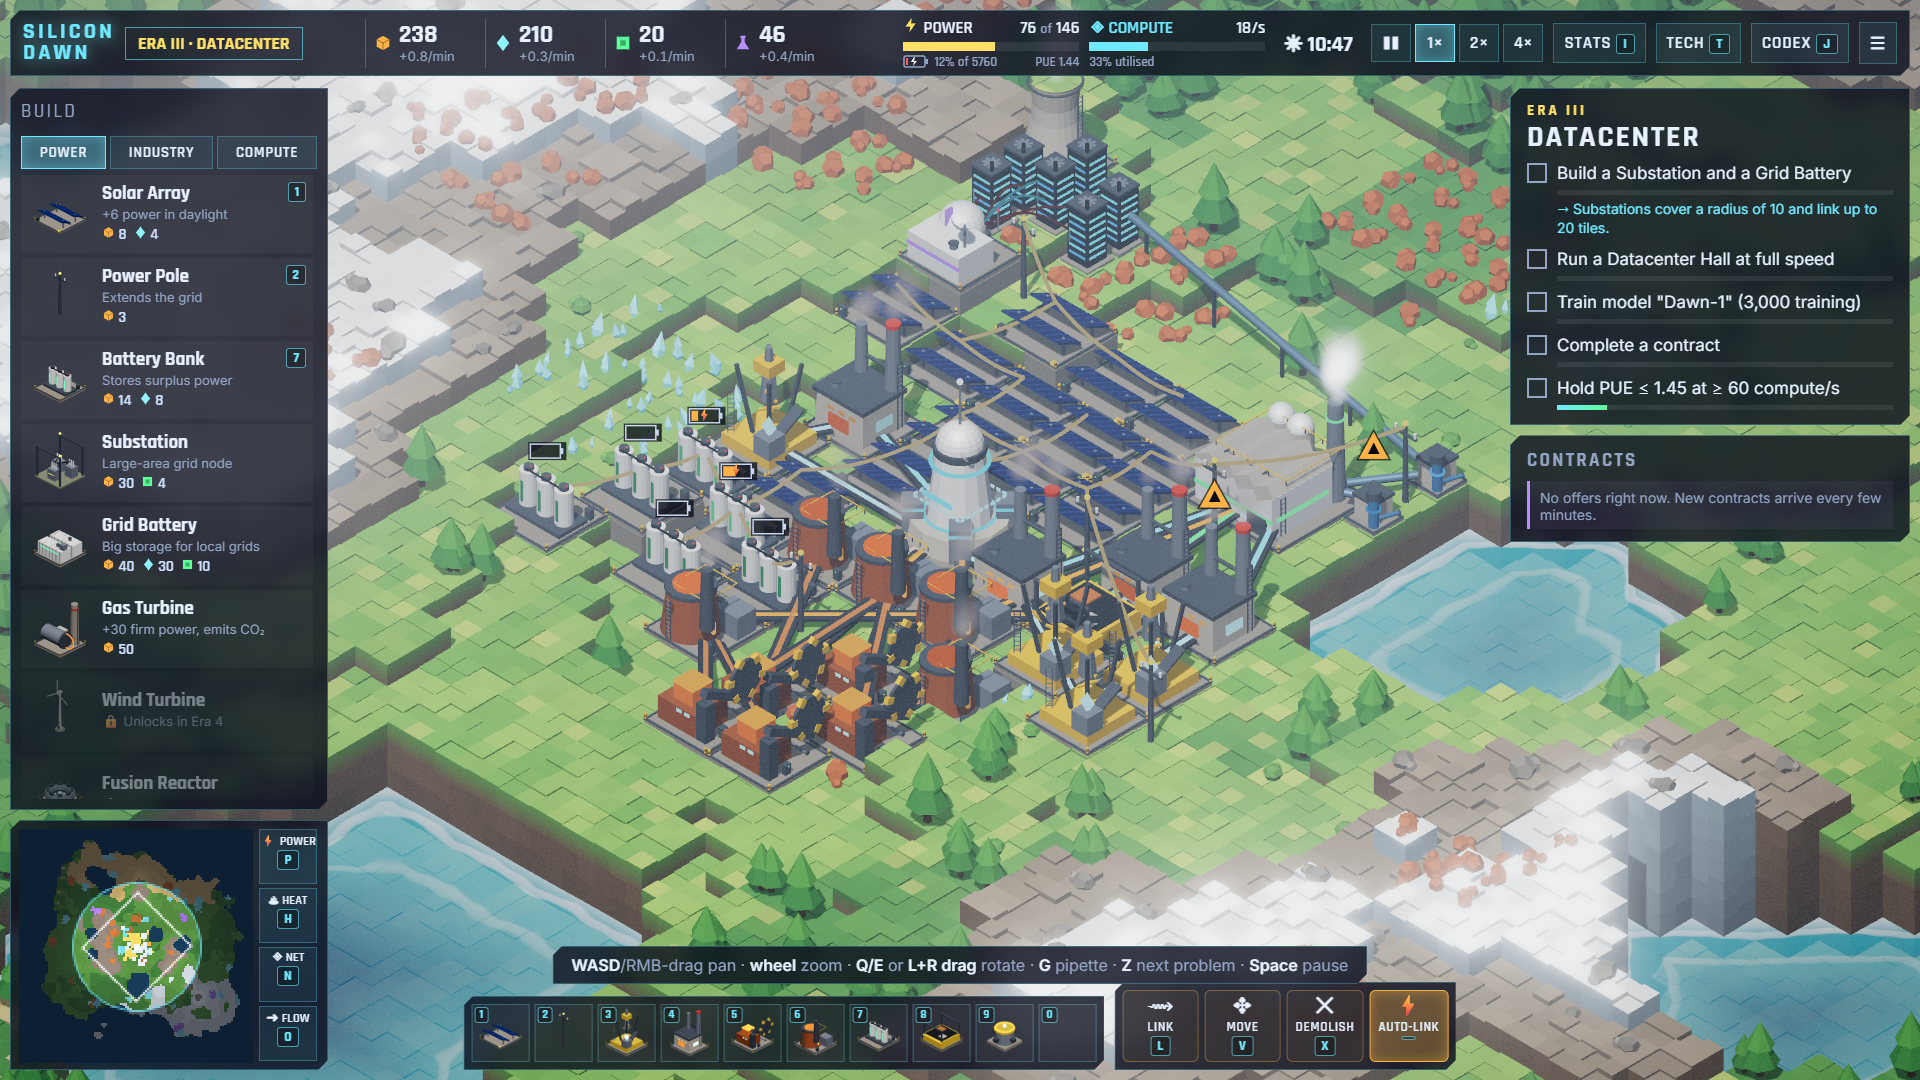 SILICON DAWN
ERA III · DATACENTER
238
+0.8/min
210
+0.3/min
20
+0.1/min
46
+0.4/min
POWER 76 of 146
12% of 5760 PUE 1.44
COMPUTE 18/s
33% utilised
10:47
1×
2×
4×
STATS I
TECH T
CODEX J
BUILD
POWER
INDUSTRY
COMPUTE
Solar Array 1
+6 power in daylight
8 4
Power Pole 2
Extends the grid
3
Battery Bank 7
Stores surplus power
14 8
Substation
Large-area grid node
30 4
Grid Battery
Big storage for local grids
40 30 10
Gas Turbine
+30 firm power, emits CO₂
50
Wind Turbine
Unlocks in Era 4
Fusion Reactor
ERA III
DATACENTER
Build a Substation and a Grid Battery
→ Substations cover a radius of 10 and link up to
20 tiles.
Run a Datacenter Hall at full speed
Train model "Dawn-1" (3,000 training)
Complete a contract
Hold PUE ≤ 1.45 at ≥ 60 compute/s
CONTRACTS
No offers right now. New contracts arrive every few
minutes.
POWER
P
HEAT
H
NET
N
FLOW
O
WASD/RMB-drag pan · wheel zoom · Q/E or L+R drag rotate · G pipette · Z next problem · Space pause
1
2
3
4
5
6
7
8
9
0
LINK
L
MOVE
V
DEMOLISH
X
AUTO-LINK